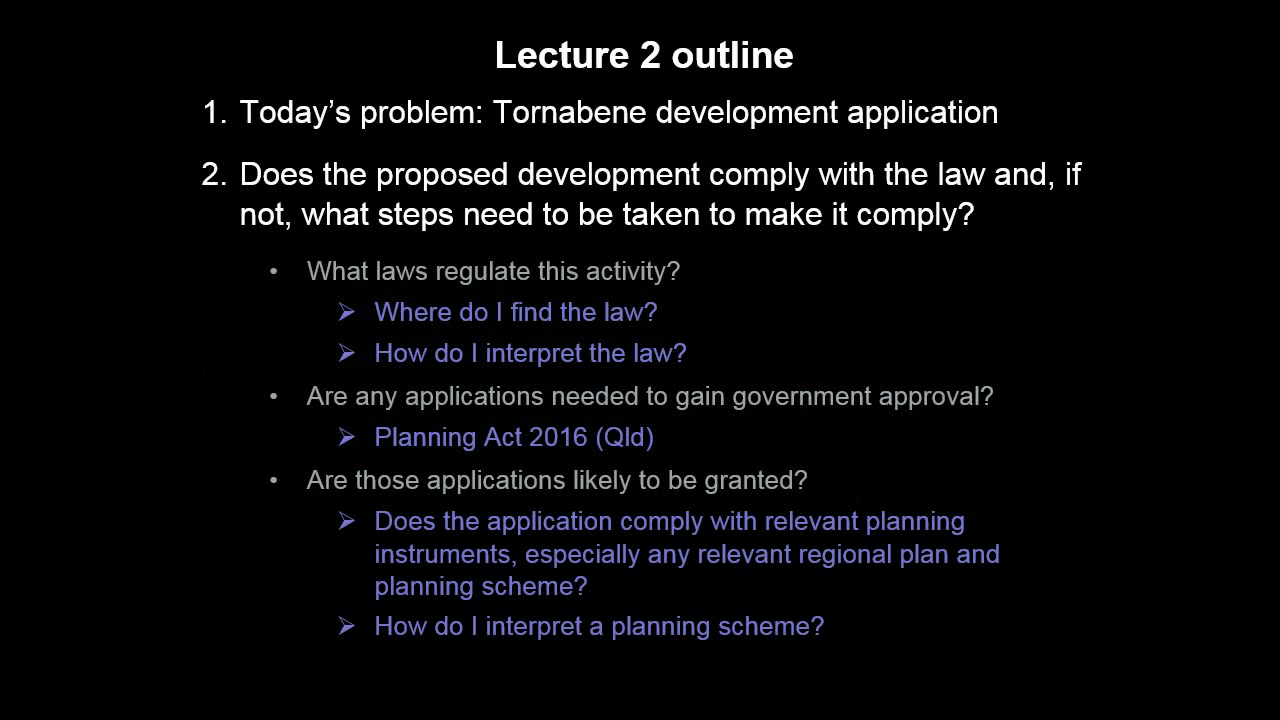 Lecture 2 outline
1. Today’s problem: Tornabene development application
2. Does the proposed development comply with the law and, if
not, what steps need to be taken to make it comply?
• What laws regulate this activity?
➢ Where do I find the law?
➢ How do I interpret the law?
• Are any applications needed to gain government approval?
➢ Planning Act 2016 (Qld)
• Are those applications likely to be granted?
➢ Does the application comply with relevant planning
instruments, especially any relevant regional plan and
planning scheme?
➢ How do I interpret a planning scheme?